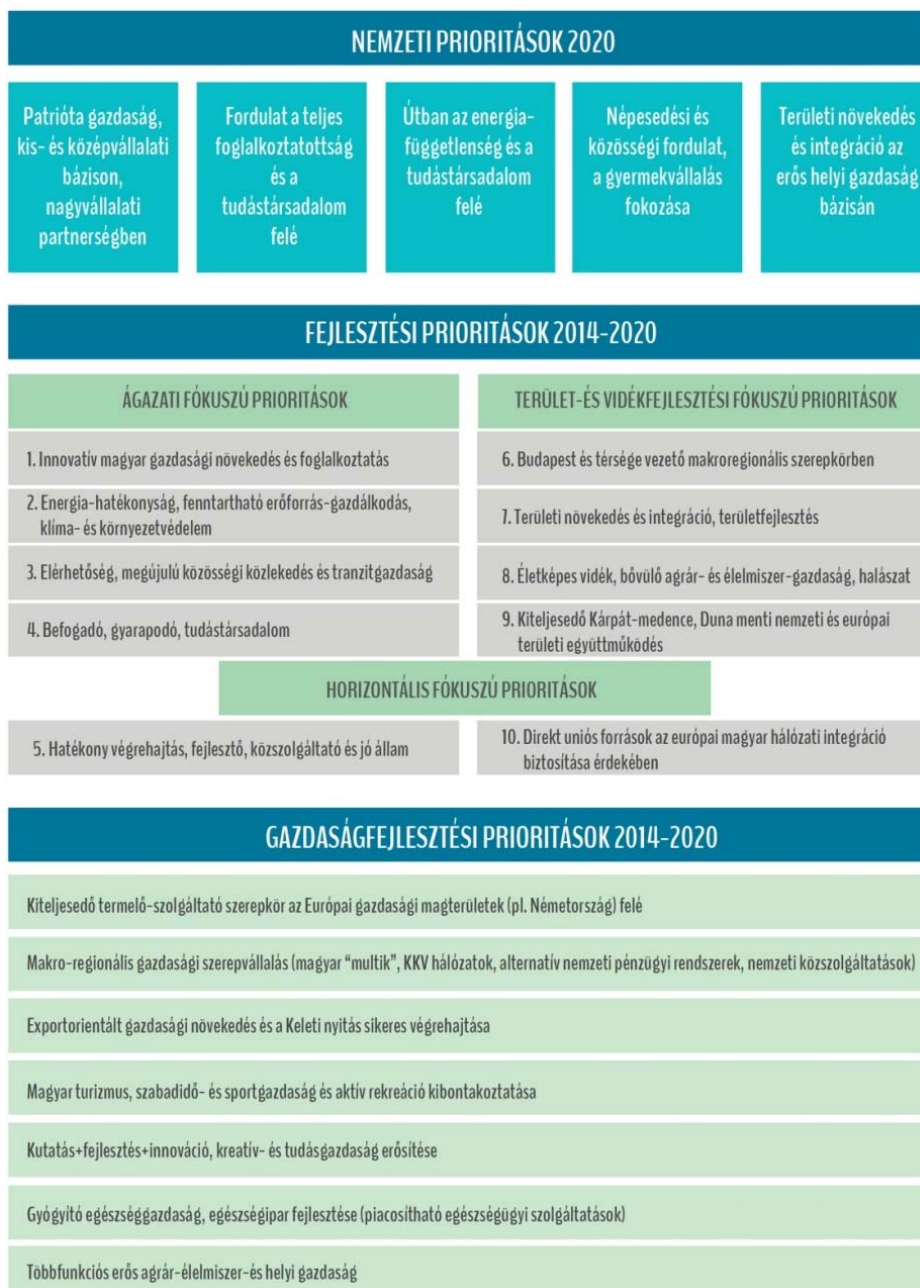 NEMZETI PRIORITÁSOK 2020
Patrióta gazdaság,
kis- és középvállalati
bázison,
nagyvállalati
partnerségben
Fordulat a teljes
foglalkoztatottság
és a
tudástársadalom
felé
Útban az energia-
függetlenség és a
tudástársadalom
felé
Népesedési és
közösségi fordulat,
a gyermekvállalás
fokozása
Területi növekedés
és integráció az
erős helyi gazdaság
bázisán
FEJLESZTÉSI PRIORITÁSOK 2014-2020
ÁGAZATI FÓKUSZÚ PRIORITÁSOK
1. Innovatív magyar gazdasági növekedés és foglalkoztatás
2. Energia-hatékonyság, fenntartható erőforrás-gazdálkodás,
klíma- és környezetvédelem
3. Elérhetőség, megújulú közösségi közlekedés és tranzitgazdaság
4. Befogadó, gyarapodó, tudástársadalom
TERÜLET-ÉS VIDÉKFEJLESZTÉSI FÓKUSZÚ PRIORITÁSOK
6. Budapest és térsége vezető makroregionális szerepkörben
7. Területi növekedés és integráció, területfejlesztés
8. Életképes vidék, bővülő agrár- és élelmiszer-gazdaság, halászat
9. Kiteljesedő Kárpát-medence, Duna menti nemzeti és európai
területi együttműködés
HORIZONTÁLIS FÓKUSZÚ PRIORITÁSOK
5. Hatékony végrehajtás, fejlesztő, közszolgáltató és jó állam
10. Direkt uniós források az európai magyar hálózati integráció
biztosítása érdekében
GAZDASÁGFEJLESZTÉSI PRIORITÁSOK 2014-2020
Kiteljesedő termelő-szolgáltató szerepkör az Európai gazdasági magterületek (pl. Németország) felé
Makro-regionális gazdasági szerepvállalás (magyar "multik", KKV hálózatok, alternatív nemzeti pénzügyi rendszerek, nemzeti közszolgáltatások)
Exportorientált gazdasági növekedés és a Keleti nyitás sikeres végrehajtása
Magyar turizmus, szabadidő- és sportgazdaság és aktív rekreáció kibontakoztatása
Kutatás+fejlesztés+innováció, kreatív- és tudásgazdaság erősítése
Gyógyító egészséggazdaság, egészségipar fejlesztése (piacosítható egészségügyi szolgáltatások)
Többfunkciós erős agrár-élelmiszer-és helyi gazdaság